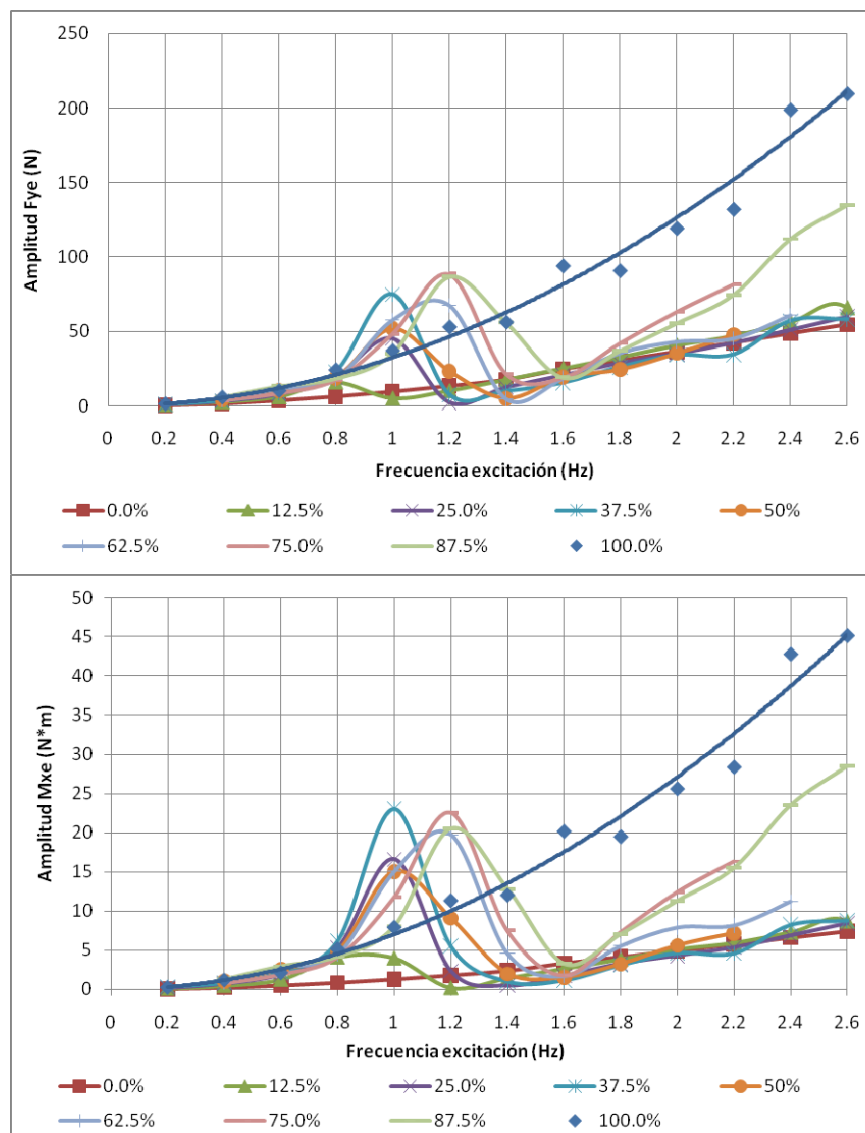 250
200
150
100
50
0
Amplitud Fye (N)
0 0.2 0.4 0.6 0.8 1 1.2 1.4 1.6 1.8 2 2.2 2.4 2.6
Frecuencia excitación (Hz)
0.0% 12.5% 25.0% 37.5% 50%
62.5% 75.0% 87.5% 100.0%
50
45
40
35
30
25
20
15
10
5
0
Amplitud Mxe (N*m)
0 0.2 0.4 0.6 0.8 1 1.2 1.4 1.6 1.8 2 2.2 2.4 2.6
Frecuencia excitación (Hz)
0.0% 12.5% 25.0% 37.5% 50%
62.5% 75.0% 87.5% 100.0%